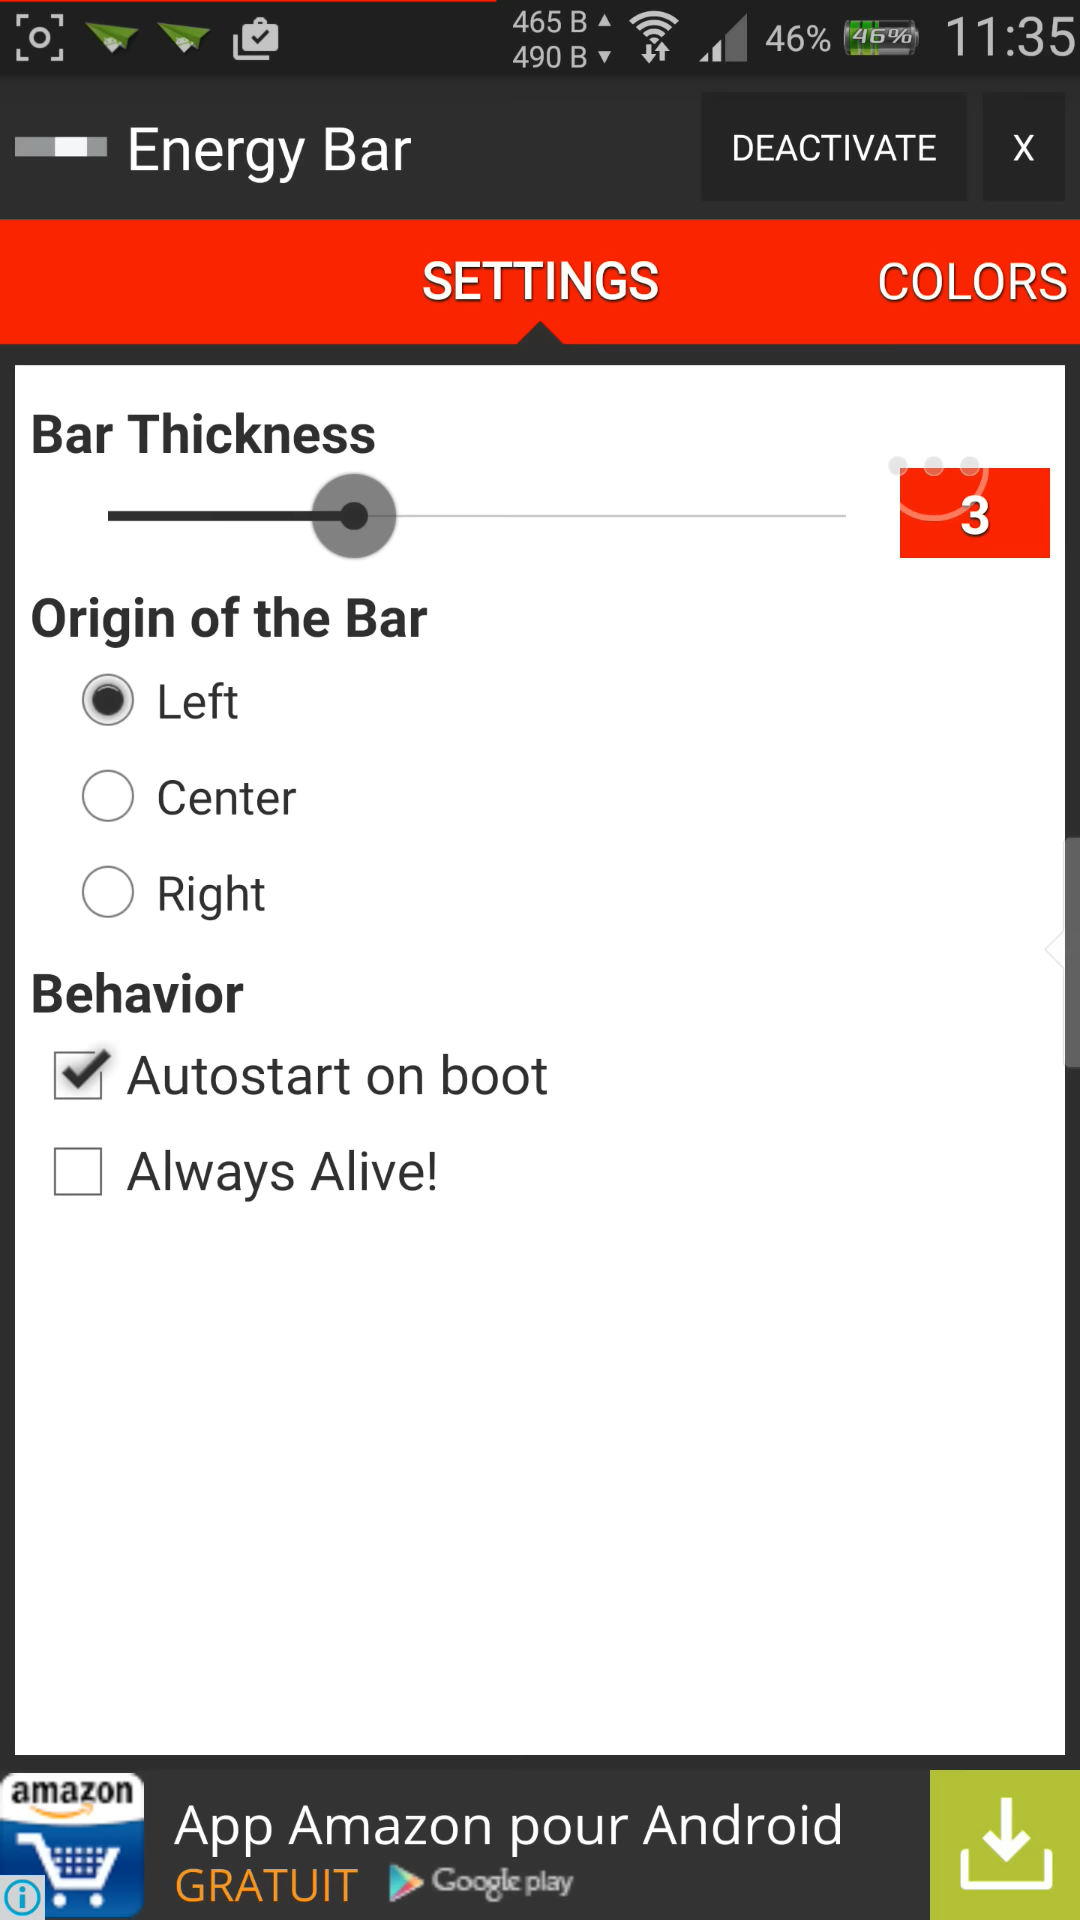 465 B
490 B
46%
46%
11:35
Energy Bar
DEACTIVATE
X
SETTINGS
COLORS
Bar Thickness
3
Origin of the Bar
Left
Center
Right
Behavior
Autostart on boot
Always Alive!
amazon
App Amazon pour Android
GRATUIT
Google play